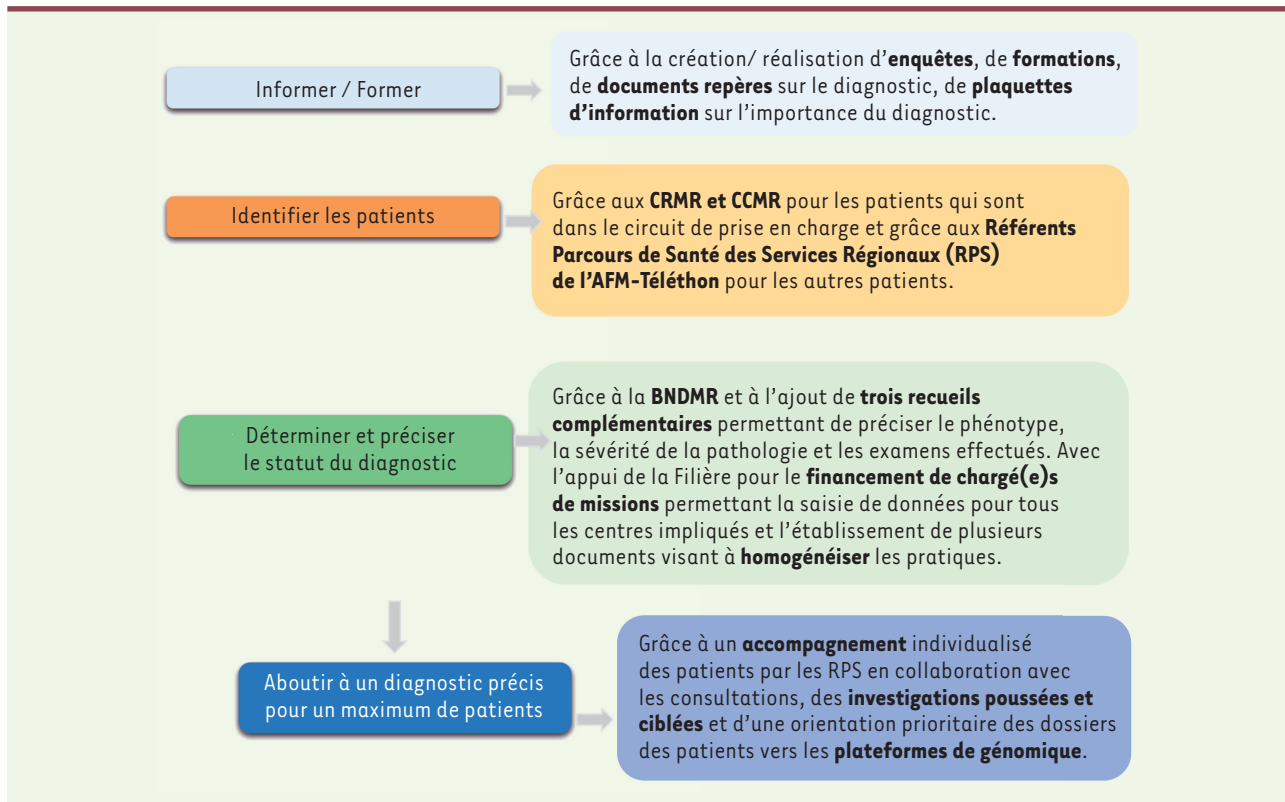 Informer / Former
Grâce à la création/ réalisation d’enquêtes, de formations,
de documents repères sur le diagnostic, de plaquettes
d’information sur l’importance du diagnostic.
Identifier les patients
Grâce aux CRMR et CCMR pour les patients qui sont
dans le circuit de prise en charge et grâce aux Référents
Parcours de Santé des Services Régionaux (RPS)
de l’AFM-Téléthon pour les autres patients.
Déterminer et préciser
le statut du diagnostic
Grâce à la BNDMR et à l’ajout de trois recueils
complémentaires permettant de préciser le phénotype,
la sévérité de la pathologie et les examens effectués. Avec
l’appui de la Filière pour le financement de chargé(e)s
de missions permettant la saisie de données pour tous
les centres impliqués et l’établissement de plusieurs
documents visant à homogénéiser les pratiques.
Aboutir à un diagnostic précis
pour un maximum de patients
Grâce à un accompagnement individualisé
des patients par les RPS en collaboration avec
les consultations, des investigations poussées et
ciblées et d’une orientation prioritaire des dossiers
des patients vers les plateformes de génomique.